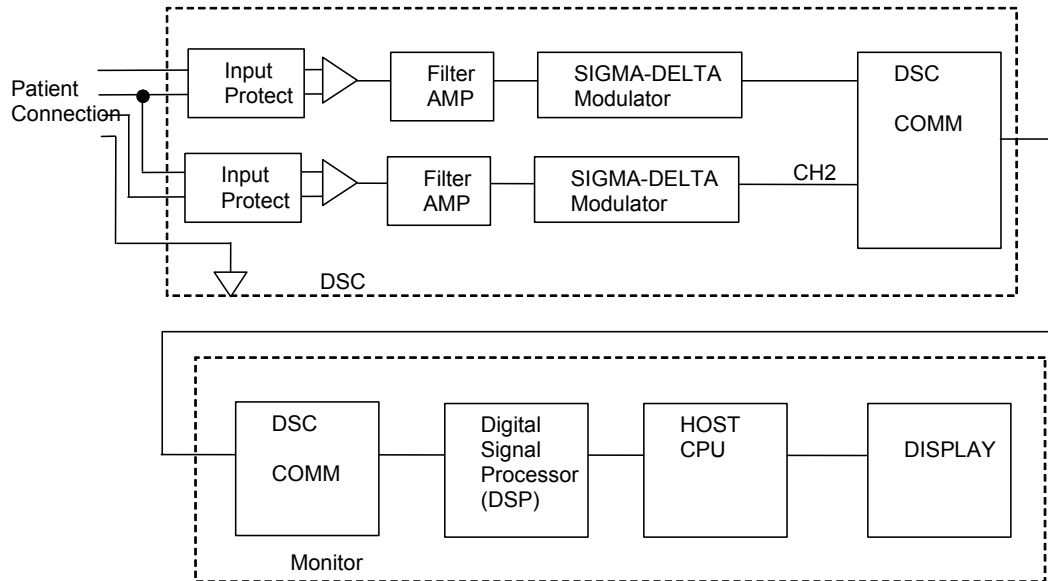 Patient
Connection
Input
Protect
Filter
AMP
SIGMA-DELTA
Modulator
DSC
COMM
Input
Protect
Filter
AMP
SIGMA-DELTA
Modulator
CH2
DSC
DSC
COMM
Digital
Signal
Processor
(DSP)
HOST
CPU
DISPLAY
Monitor